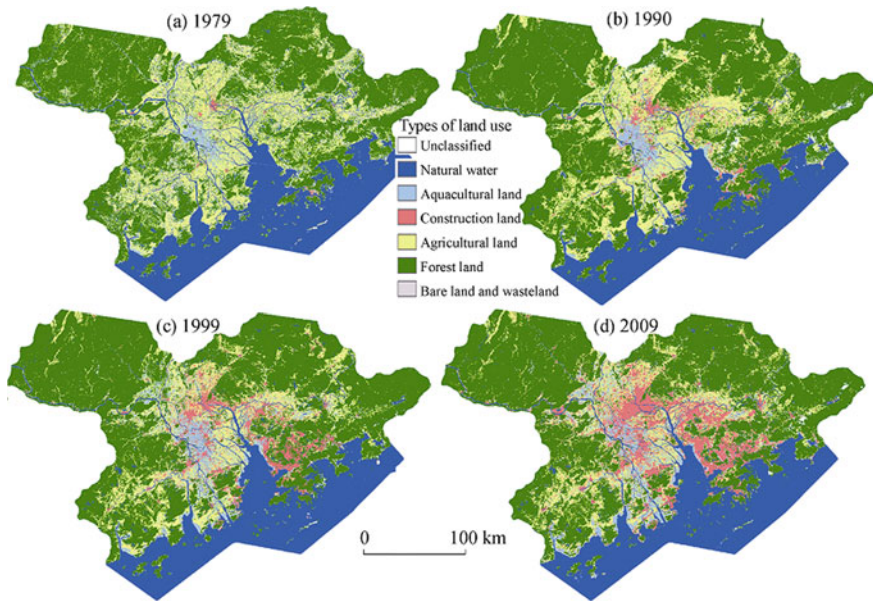 (a) 1979
(b) 1990
Types of land use
Unclassified
Natural water
Aquacultural land
Construction land
Agricultural land
Forest land
Bare land and wasteland
(c) 1999
(d) 2009
0 100 km